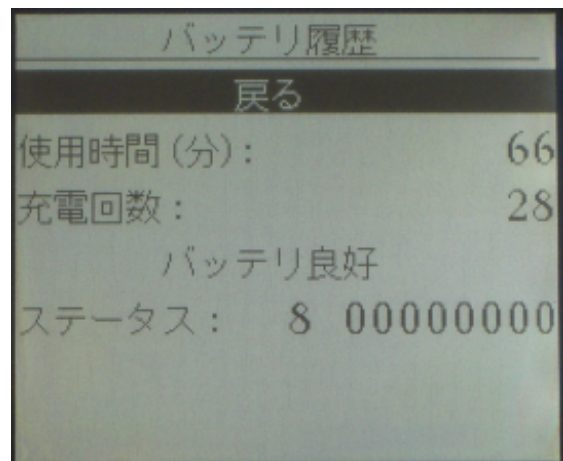 バッテリ履歴
戻る
使用時間(分): 66
充電回数: 28
バッテリ良好
ステータス: 8 00000000